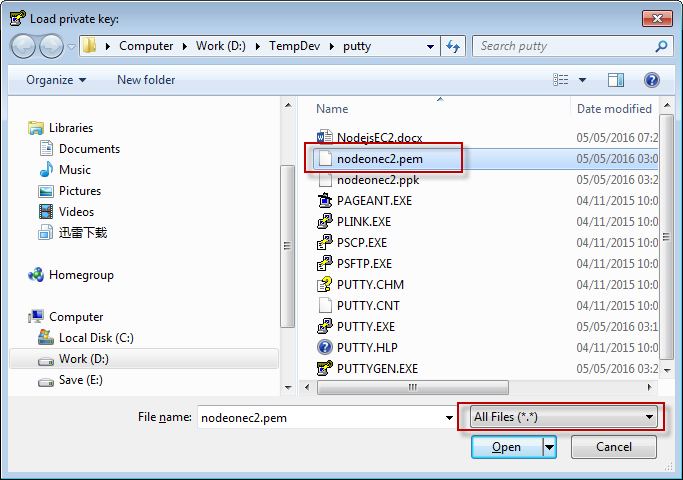 Load private key:
Computer Work (D:) TempDev putty
Search putty
Organize New folder
Name Date modified
Libraries
Documents
Music
Pictures
Videos
迅雷下载
Homegroup
Computer
Local Disk (C:)
Work (D:)
Save (E:)
NodejsEC2.docx 05/05/2016 07:2
nodeonec2.pem 05/05/2016 03:0
nodeonec2.ppk 05/05/2016 03:2
PAGEANT.EXE 04/11/2015 10:0
PLINK.EXE 04/11/2015 10:0
PSCP.EXE 04/11/2015 10:0
PSFTP.EXE 04/11/2015 10:0
PUTTY.CHM 04/11/2015 10:0
PUTTY.CNT 04/11/2015 10:0
PUTTY.EXE 05/05/2016 03:1
PUTTY.HLP 04/11/2015 10:0
PUTTYGEN.EXE 05/05/2016 03:2
File name: nodeonec2.pem All Files (*.*)
Open Cancel